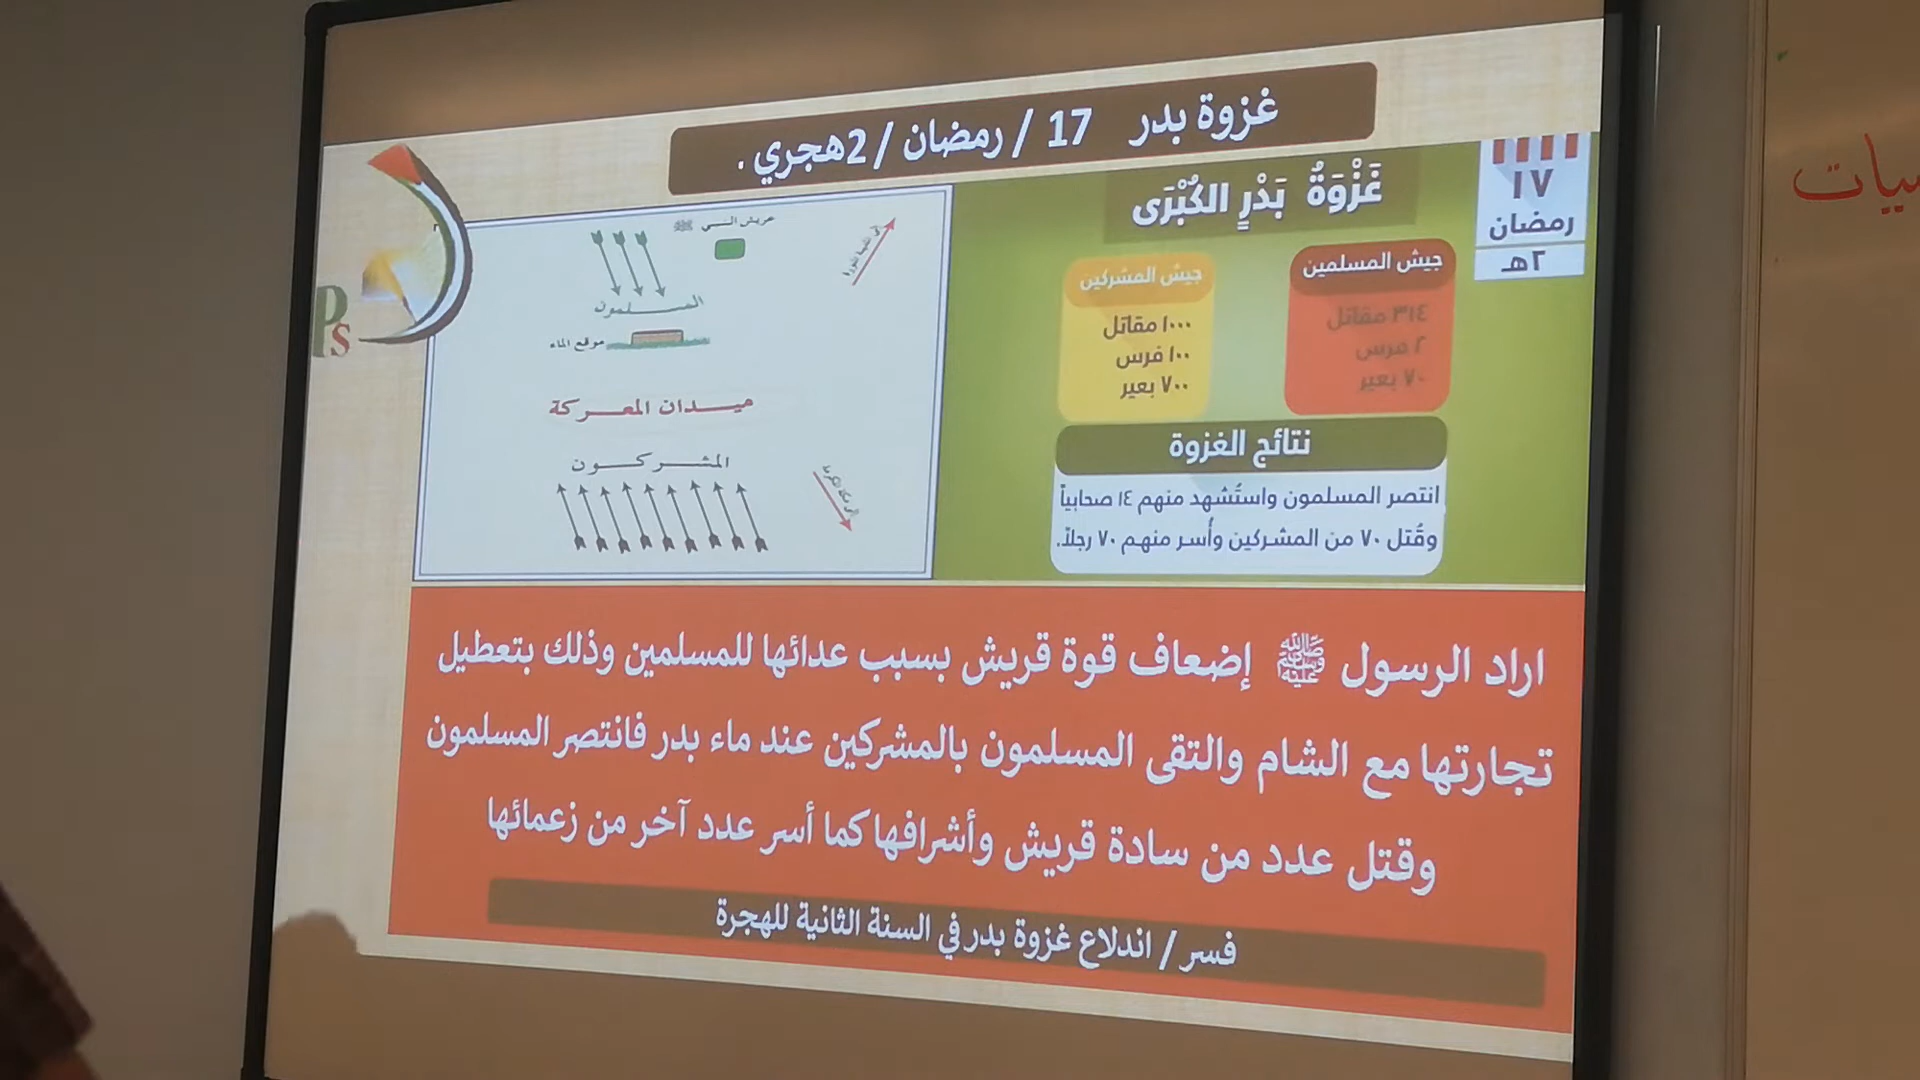 غزوة بدر 17 / رمضان / 2هجري .
١٧
رمضان
٢هـ
غَزْوَةُ بَدْرٍ الكُبْرَى
جيش المسلمين
٣١٤ مقاتل
٢ فرس
٧٠ بعير
جيش المشركين
١٠٠٠ مقاتل
١٠٠ فرس
٧٠٠ بعير
نتائج الغزوة
انتصر المسلمون واستُشهد منهم ١٤ صحابياً
وقُتل ٧٠ من المشركين وأُسر منهم ٧٠ رجلاً.
عريش النبي ﷺ
المسلمون
موقع الماء
ميدان المعركة
المشركون
Ps
اراد الرسول ﷺ إضعاف قوة قريش بسبب عدائها للمسلمين وذلك بتعطيل
تجارتها مع الشام والتقى المسلمون بالمشركين عند ماء بدر فانتصر المسلمون
وقتل عدد من سادة قريش وأشرافها كما أسر عدد آخر من زعمائها
فسر / اندلاع غزوة بدر في السنة الثانية للهجرة